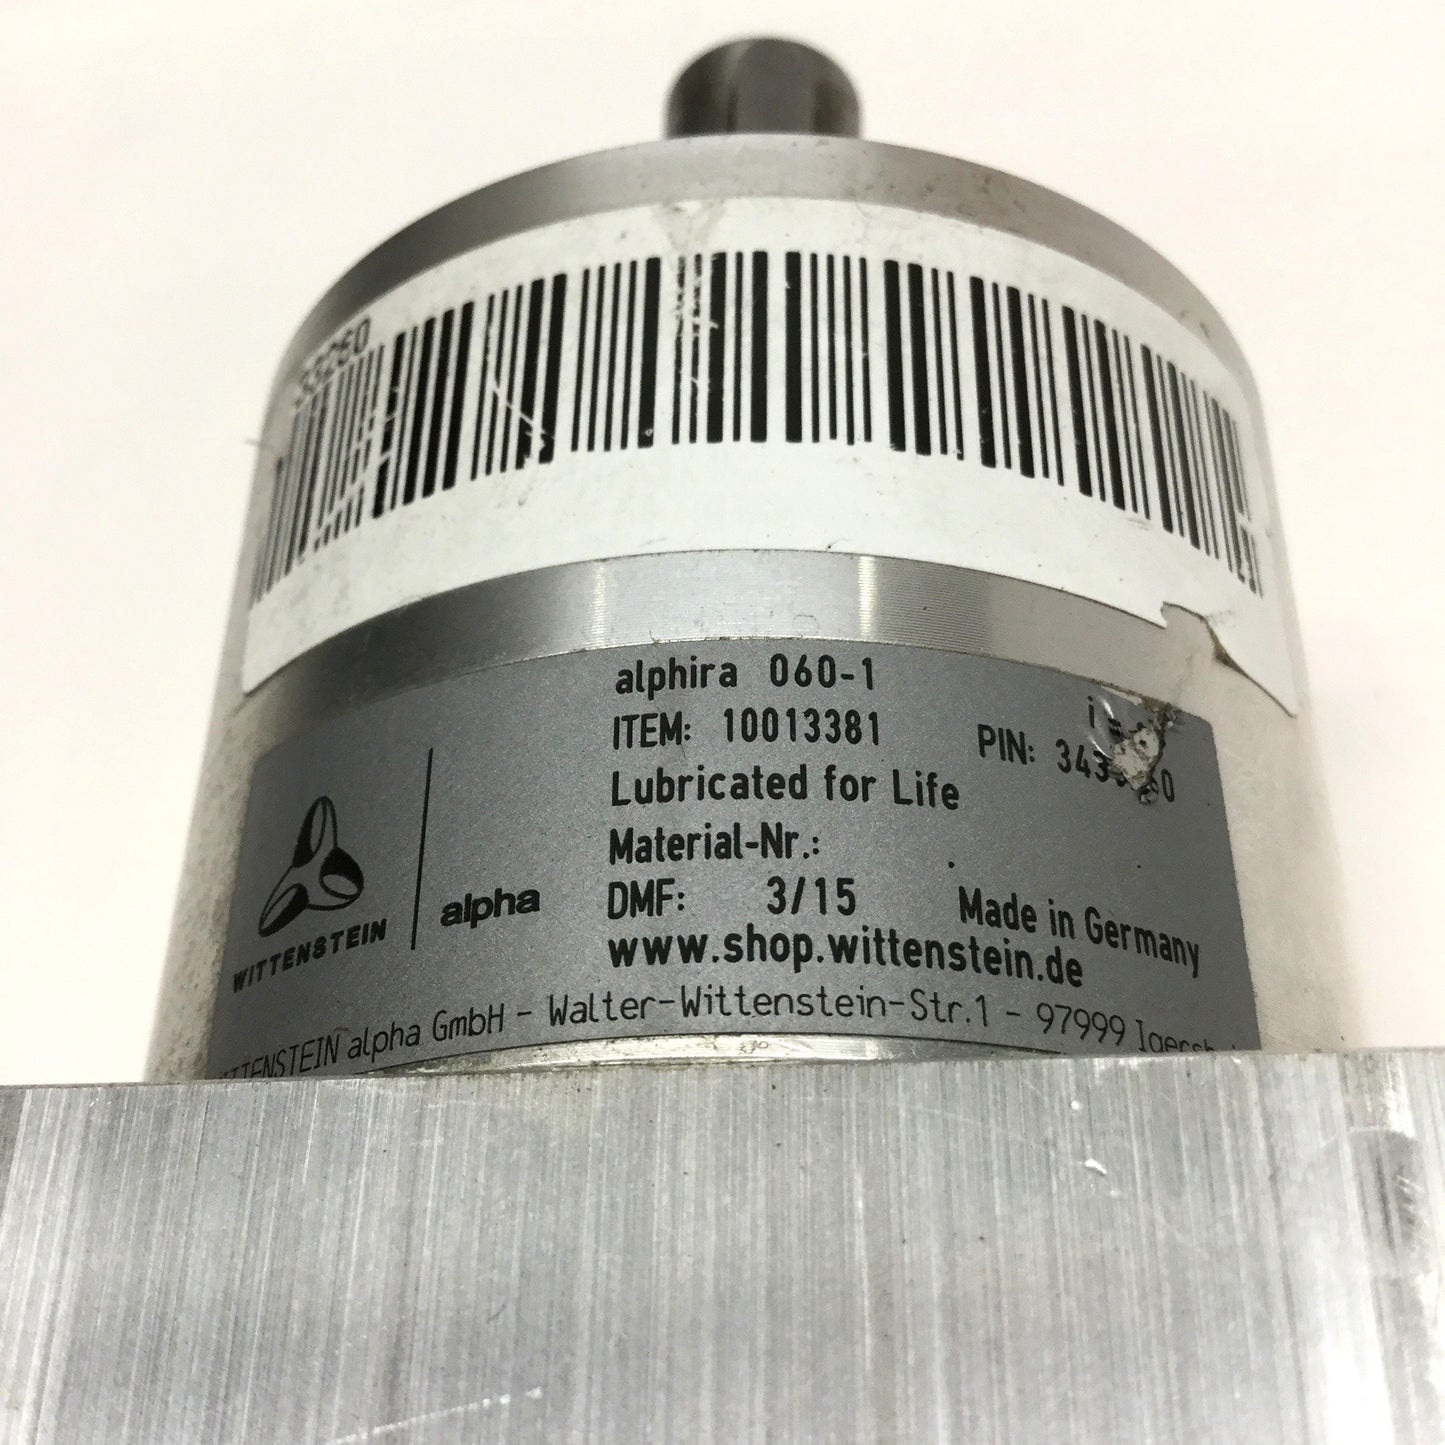 alphira 060-1
ITEM: 10013381
i =
PIN:
Lubricated for Life
Material-Nr.:
DMF: 3/15
Made in Germany
www.shop.wittenstein.de
WITTENSTEIN
alpha
alpha GmbH - Walter-Wittenstein-Str.1 - 97999